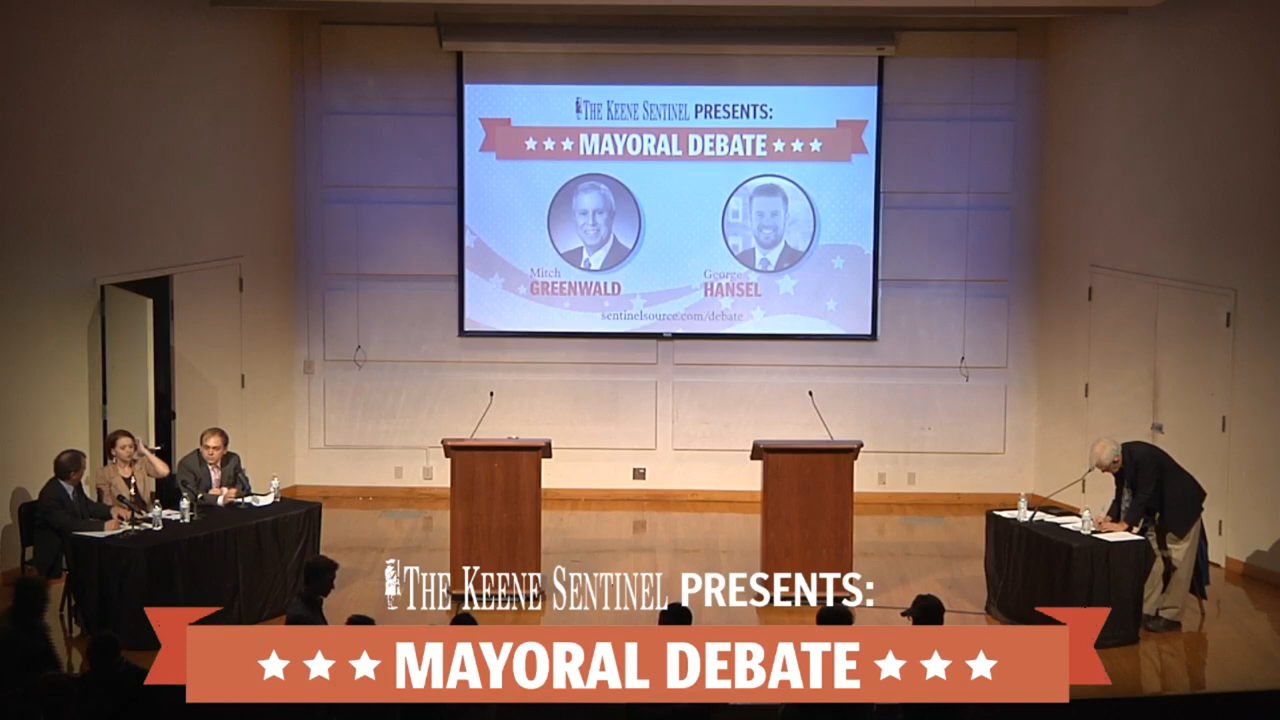 THE KEENE SENTINEL PRESENTS:
MAYORAL DEBATE
Mitch
GREENWALD
George
HANSEL
sentinelsource.com/debate
THE KEENE SENTINEL PRESENTS:
MAYORAL DEBATE